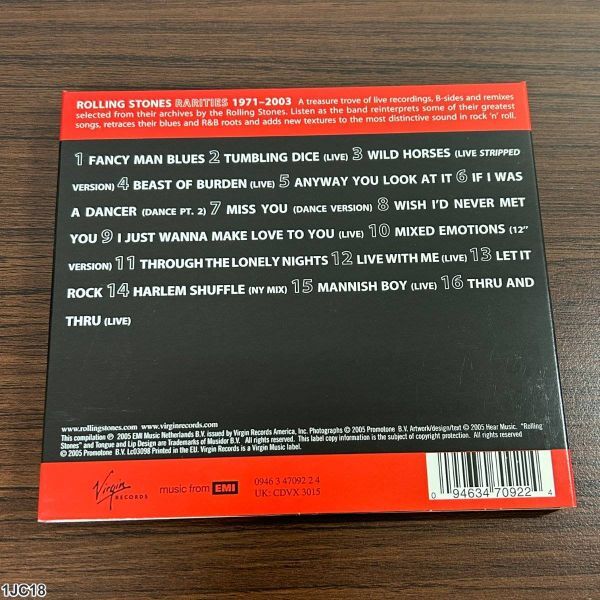 ROLLING STONES RARITIES 1971–2003 A treasure trove of live recordings, B-sides and remixes
selected from their archives by the Rolling Stones. Listen as the band reinterprets some of their greatest
songs, retraces their blues and R&B roots and adds new textures to the most distinctive sound in rock 'n' roll.
1 FANCY MAN BLUES 2 TUMBLING DICE (LIVE) 3 WILD HORSES (LIVE STRIPPED
VERSION) 4 BEAST OF BURDEN (LIVE) 5 ANYWAY YOU LOOK AT IT 6 IF I WAS
A DANCER (DANCE PT. 2) 7 MISS YOU (DANCE VERSION) 8 WISH I'D NEVER MET
YOU 9 I JUST WANNA MAKE LOVE TO YOU (LIVE) 10 MIXED EMOTIONS (12"
VERSION) 11 THROUGH THE LONELY NIGHTS 12 LIVE WITH ME (LIVE) 13 LET IT
ROCK 14 HARLEM SHUFFLE (NY MIX) 15 MANNISH BOY (LIVE) 16 THRU AND
THRU (LIVE)
www.rollingstones.com www.virginrecords.com
This compilation ℗ 2005 EMI Music Netherlands B.V. issued by Virgin Records America, Inc. Photographs © 2005 Promotone B.V. Artwork/design/text © 2005 Hear Music. "Rolling
Stones" and Tongue and Lip Design are Trademarks of Musidor B.V. All rights reserved. This label copy information is the subject of copyright protection. All rights reserved.
© 2005 Promotone B.V. Lc03098 Printed in the EU. Virgin Records is a Virgin Music label.
Virgin
RECORDS
music from EMI
0946 3 47092 2 4
UK: CDVX 3015
0 94634 70922 4
1JC18